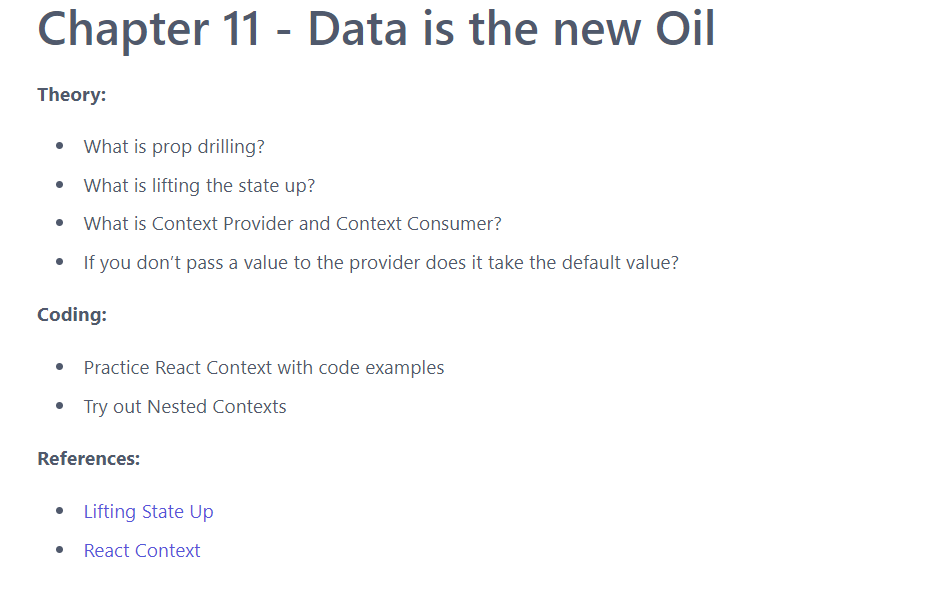 Chapter 11 - Data is the new Oil
Theory:
What is prop drilling?
What is lifting the state up?
What is Context Provider and Context Consumer?
If you don’t pass a value to the provider does it take the default value?
Coding:
Practice React Context with code examples
Try out Nested Contexts
References:
Lifting State Up
React Context